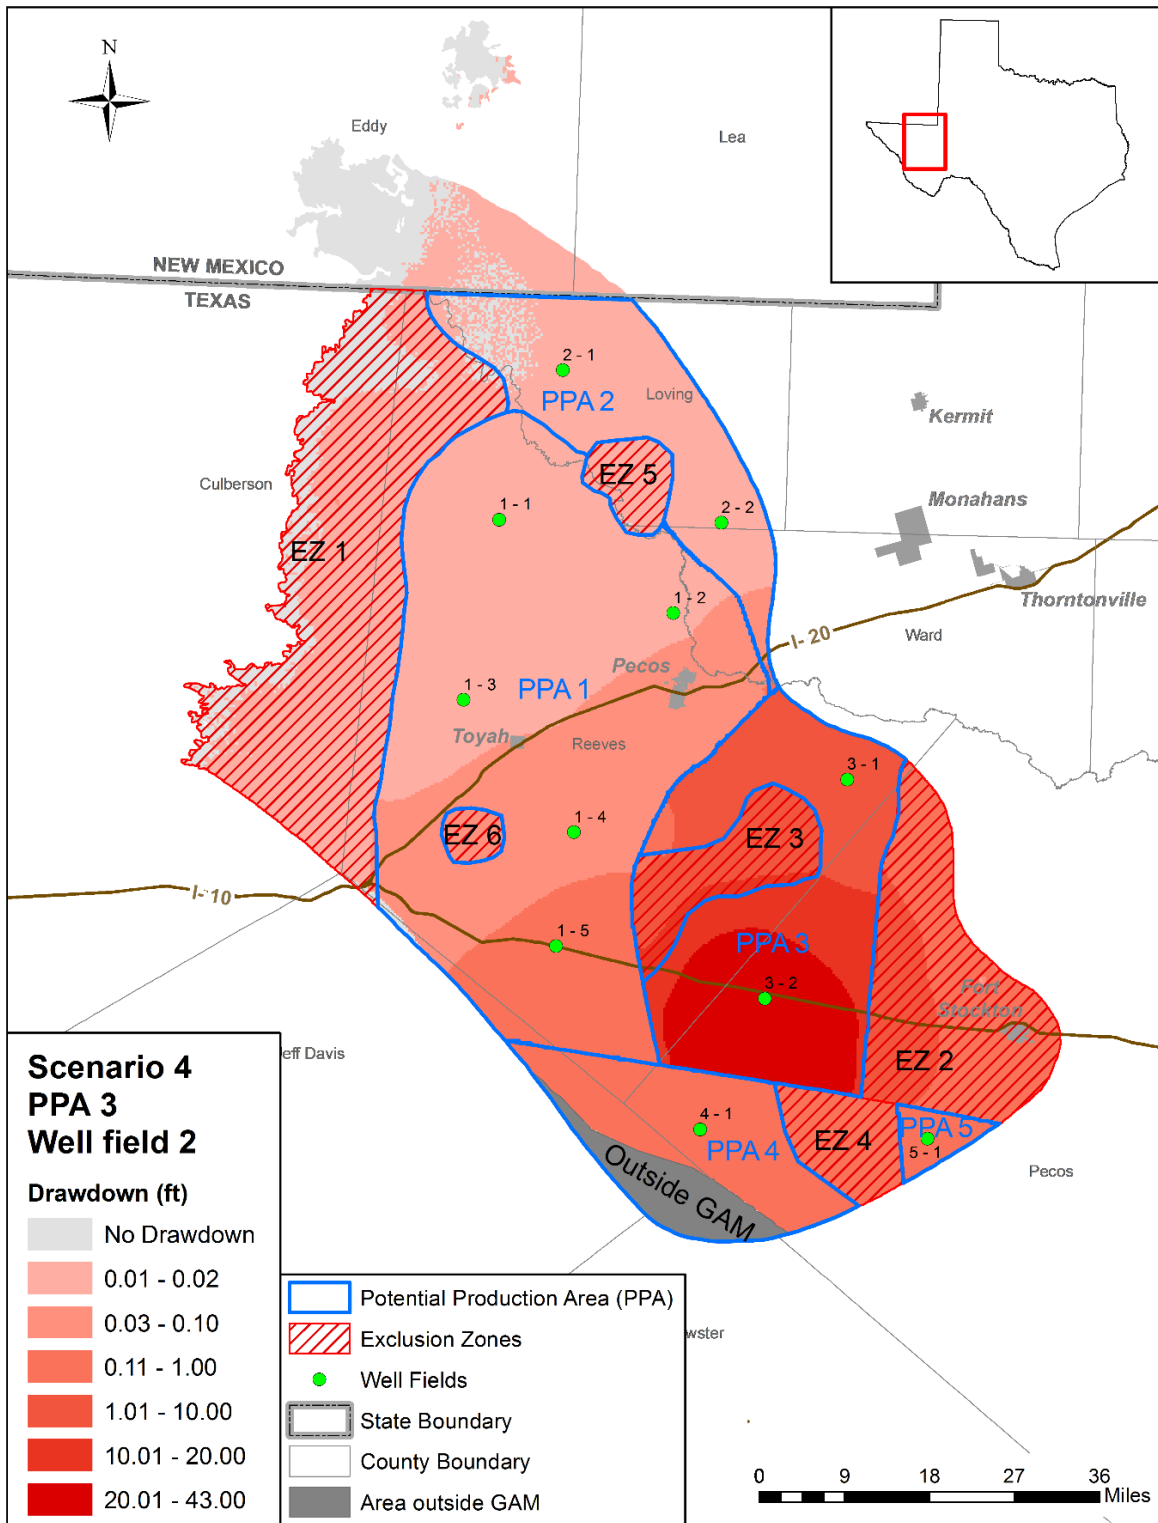 N
Eddy
Lea
NEW MEXICO
TEXAS
2 - 1
PPA 2
Loving
Kermit
EZ 5
Culberson
Monahans
1 - 1
2 - 2
EZ 1
Thorntonville
1 - 2
I- 20
Ward
Pecos
1 - 3
PPA 1
Toyah
Reeves
3 - 1
EZ 6
1 - 4
EZ 3
I- 10
1 - 5
PPA 3
3 - 2
Fort
Stockton
EZ 2
Jeff Davis
4 - 1
PPA 4
EZ 4
PPA 5
5 - 1
Outside GAM
Pecos
wster
Scenario 4
PPA 3
Well field 2
Drawdown (ft)
No Drawdown
0.01 - 0.02
0.03 - 0.10
0.11 - 1.00
1.01 - 10.00
10.01 - 20.00
20.01 - 43.00
Potential Production Area (PPA)
Exclusion Zones
Well Fields
State Boundary
County Boundary
Area outside GAM
0 9 18 27 36
Miles